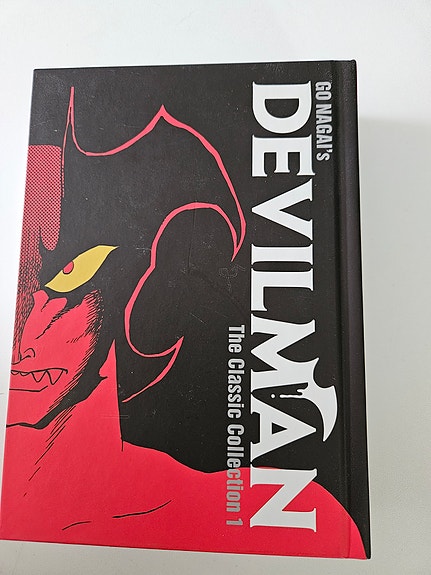 GO NAGAI's
DEVILMAN
The Classic Collection 1